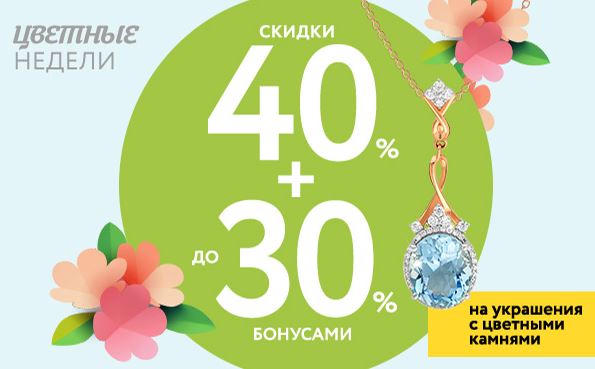 ЦВЕТНЫЕ
НЕДЕЛИ
СКИДКИ
40%
+
ДО 30%
БОНУСАМИ
на украшения
с цветными
камнями